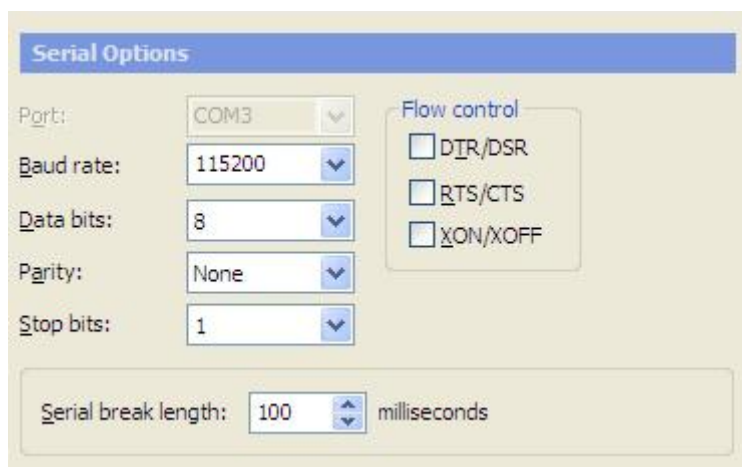 Serial Options
Port: COM3
Baud rate: 115200
Data bits: 8
Parity: None
Stop bits: 1
Flow control
DTR/DSR
RTS/CTS
XON/XOFF
Serial break length: 100 milliseconds